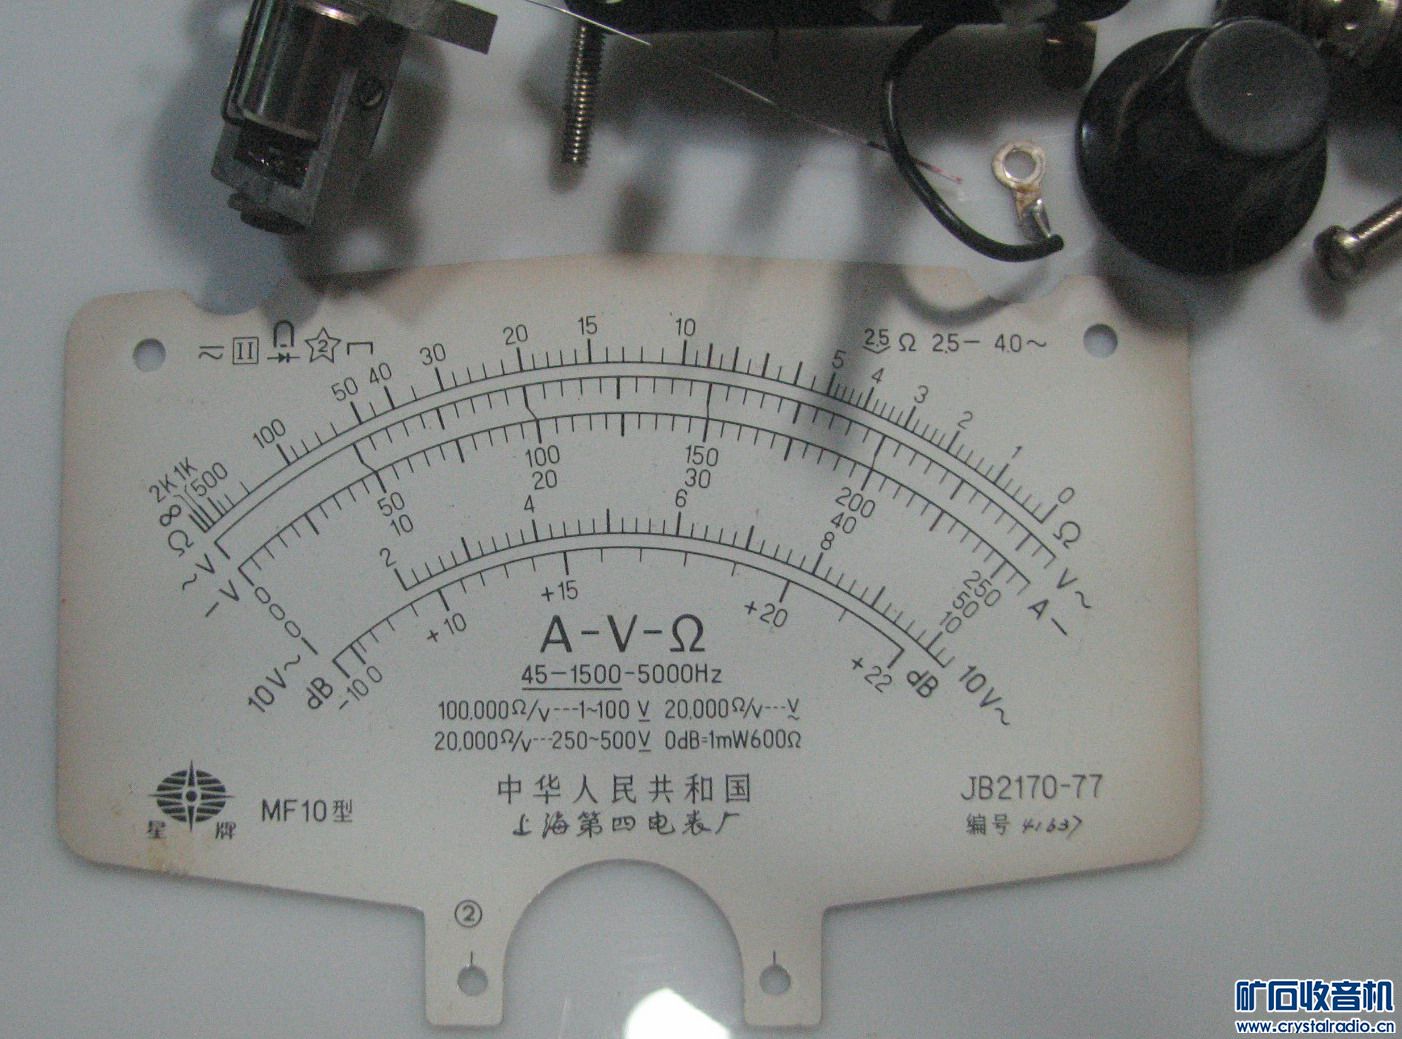 2.5 Ω 2.5— 4.0～
∞ 2K 1K 500 100 50 40 30 20 15 10 5 4 3 2 1 0
Ω Ω
～V V～
—V A—
0 50 100 150 200 250
0 10 20 30 40 50
0 2 4 6 8 10
10V～ 10V～
dB -10 0 +10 +15 +20 +22 dB
A-V-Ω
45-1500-5000Hz
100,000Ω/V---1~100 V 20,000Ω/V---V
20,000Ω/V---250~500V 0dB=1mW600Ω
中华人民共和国
上海第四电表厂
星牌
MF10型
JB2170-77
编号 41637
②
矿石收音机
www.crystalradio.cn